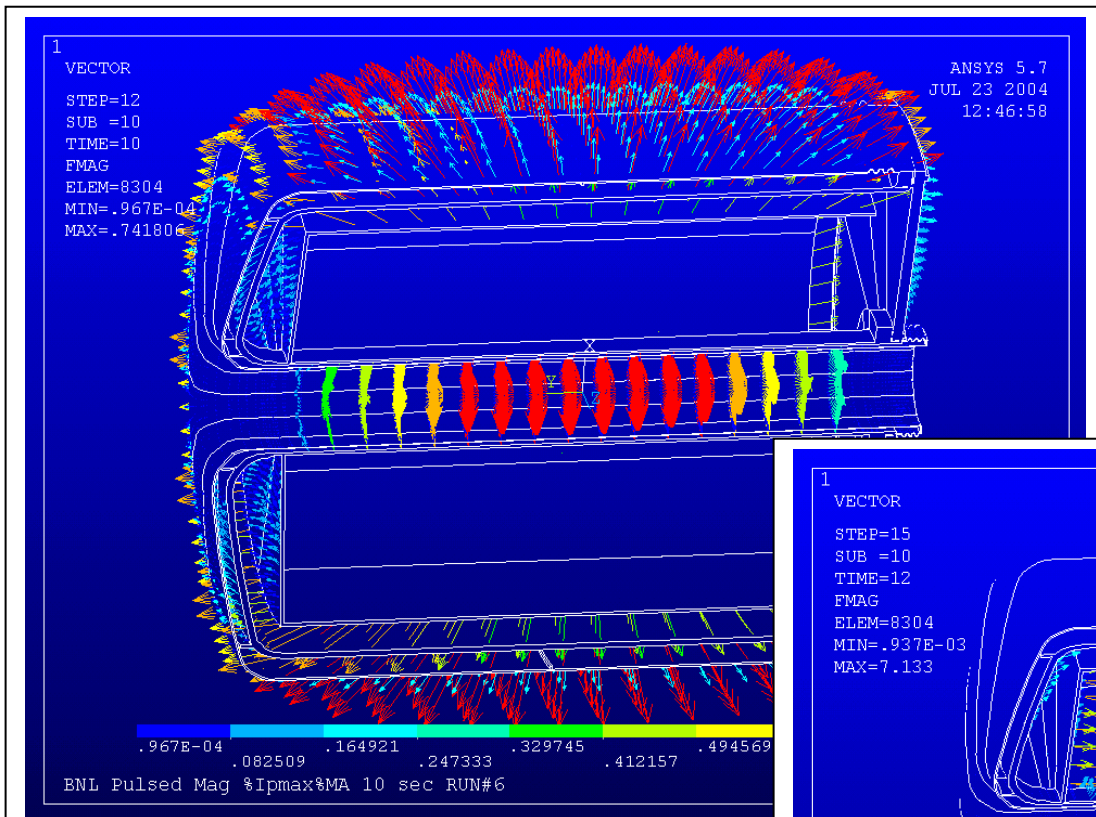 1
VECTOR
STEP=12
SUB =10
TIME=10
FMAG
ELEM=8304
MIN=.967E-04
MAX=.741806
ANSYS 5.7
JUL 23 2004
12:46:58
X
Y
Z
.967E-04
.082509
.164921
.247333
.329745
.412157
.494569
BNL Pulsed Mag %Ipmax%MA 10 sec RUN#6
1
VECTOR
STEP=15
SUB =10
TIME=12
FMAG
ELEM=8304
MIN=.937E-03
MAX=7.133